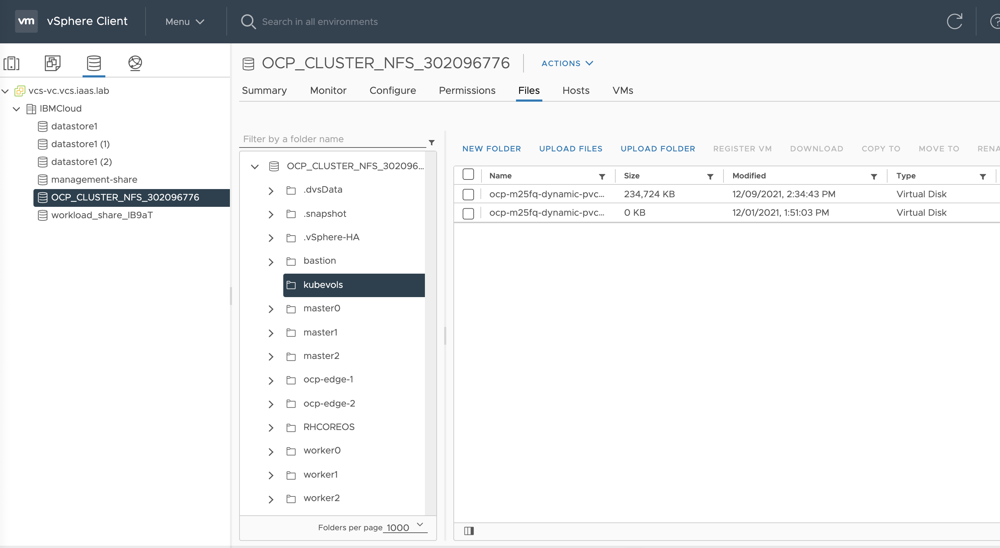 vm vSphere Client Menu Search in all environments
vcs-vc.vcs.iaas.lab
IBMCloud
datastore1
datastore1 (1)
datastore1 (2)
management-share
OCP_CLUSTER_NFS_302096776
workload_share_IB9aT
OCP_CLUSTER_NFS_302096776 ACTIONS
Summary Monitor Configure Permissions Files Hosts VMs
Filter by a folder name
OCP_CLUSTER_NFS_302096...
.dvsData
.snapshot
.vSphere-HA
bastion
kubevols
master0
master1
master2
ocp-edge-1
ocp-edge-2
RHCOREOS
worker0
worker1
worker2
Folders per page 1000
NEW FOLDER UPLOAD FILES UPLOAD FOLDER REGISTER VM DOWNLOAD COPY TO MOVE TO RENA
Name Size Modified Type
ocp-m25fq-dynamic-pvc... 234,724 KB 12/09/2021, 2:34:43 PM Virtual Disk
ocp-m25fq-dynamic-pvc... 0 KB 12/01/2021, 1:51:03 PM Virtual Disk